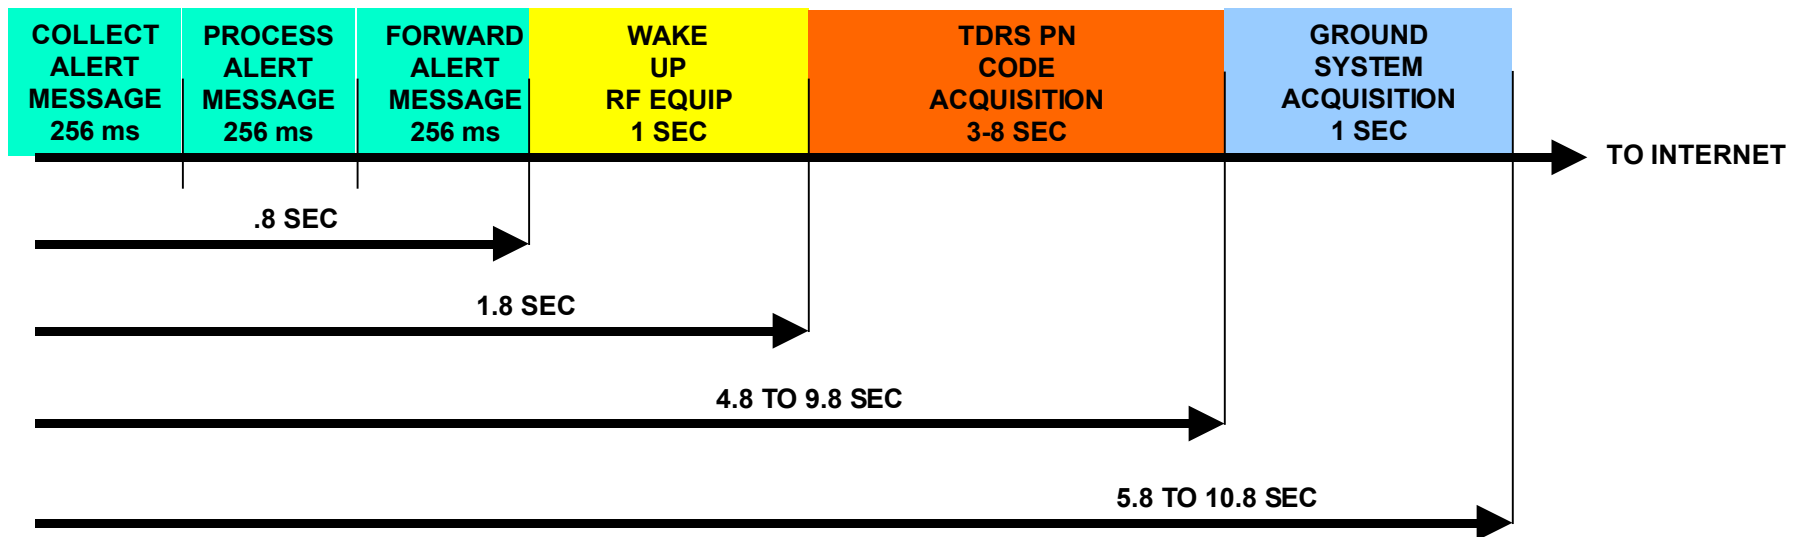 COLLECT
ALERT
MESSAGE
256 ms
PROCESS
ALERT
MESSAGE
256 ms
FORWARD
ALERT
MESSAGE
256 ms
WAKE
UP
RF EQUIP
1 SEC
TDRS PN
CODE
ACQUISITION
3-8 SEC
GROUND
SYSTEM
ACQUISITION
1 SEC
TO INTERNET
.8 SEC
1.8 SEC
4.8 TO 9.8 SEC
5.8 TO 10.8 SEC